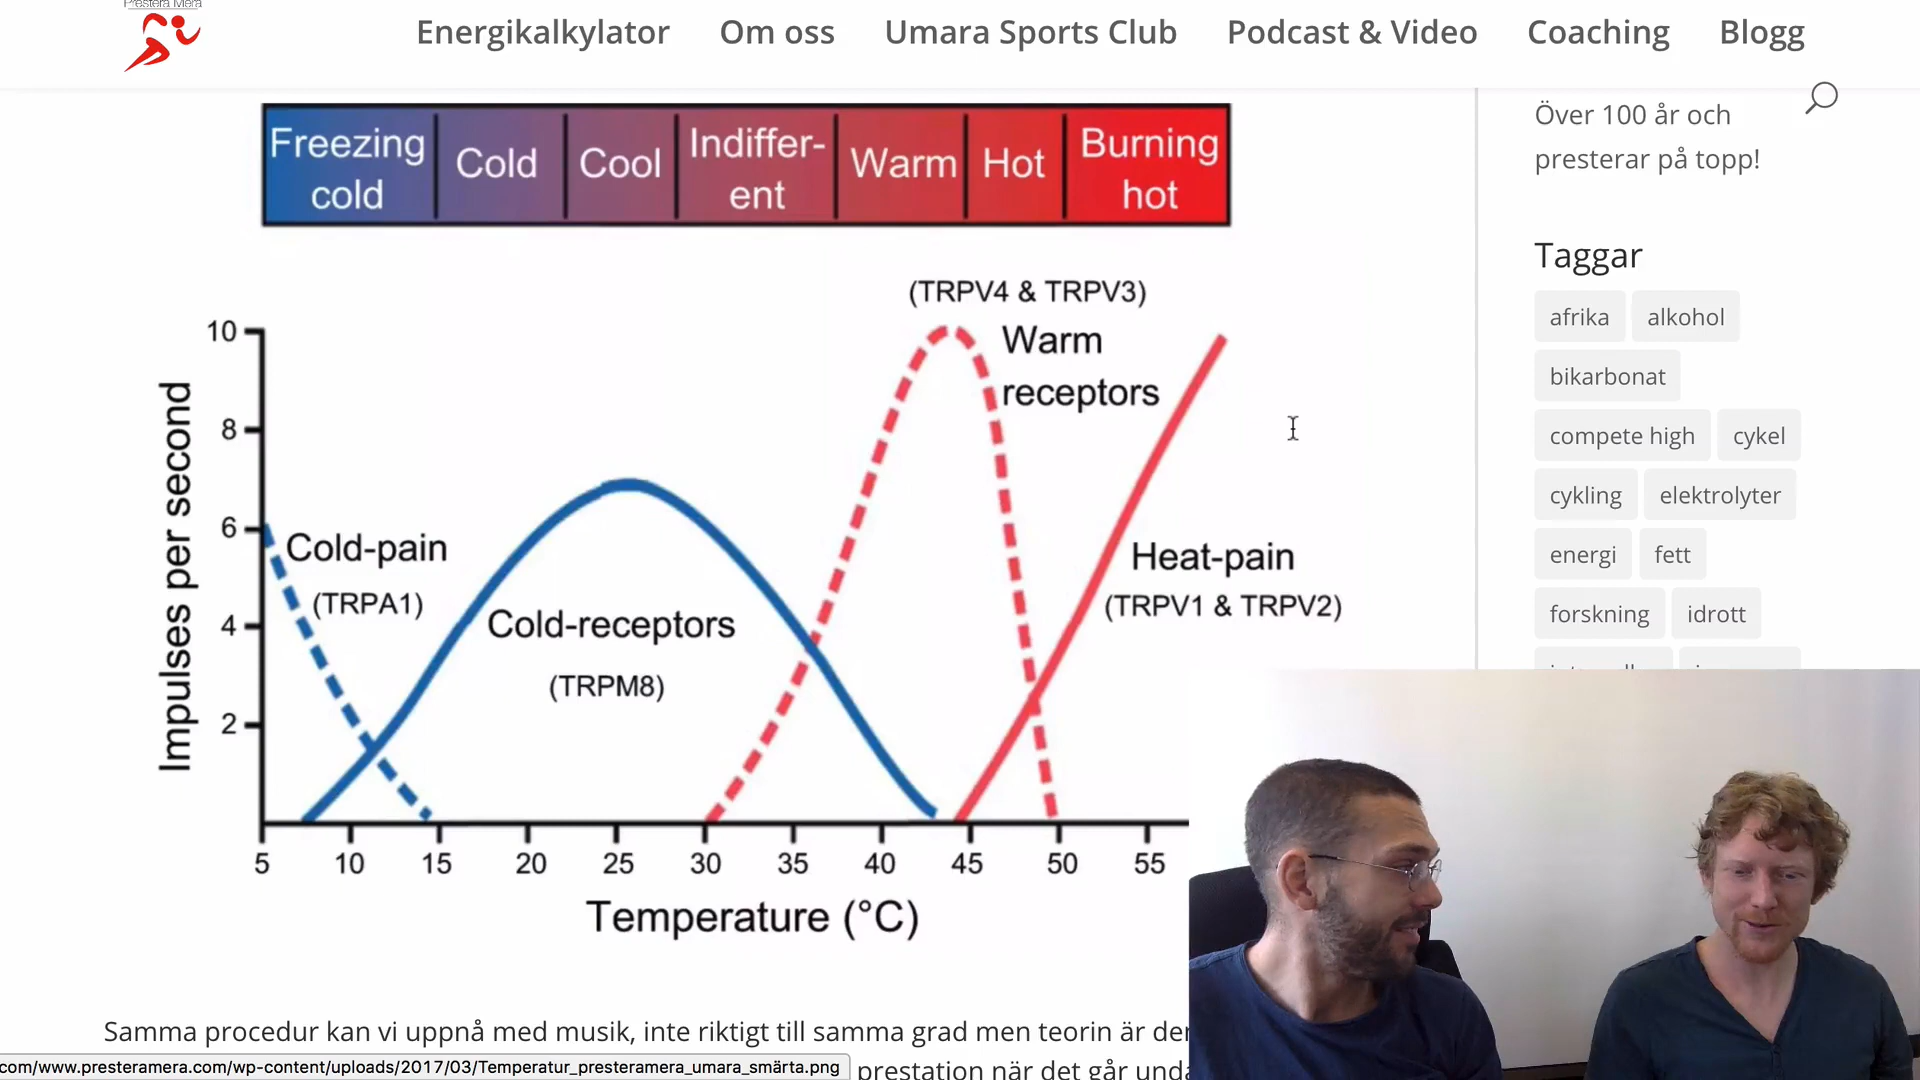 Prestera Mera
Energikalkylator Om oss Umara Sports Club Podcast & Video Coaching Blogg
Över 100 år och
presterar på topp!
Freezing
cold
Cold
Cool
Indiffer-
ent
Warm
Hot
Burning
hot
Taggar
afrika alkohol
bikarbonat
compete high cykel
cykling elektrolyter
energi fett
forskning idrott
(TRPV4 & TRPV3)
Warm
receptors
10
8
6
4
2
Impulses per second
Cold-pain
(TRPA1)
Cold-receptors
(TRPM8)
Heat-pain
(TRPV1 & TRPV2)
5 10 15 20 25 30 35 40 45 50 55
Temperature (°C)
Samma procedur kan vi uppnå med musik, inte riktigt till samma grad men teorin är
com/www.presteramera.com/wp-content/uploads/2017/03/Temperatur_presteramera_umara_smärta.png
prestation när det går